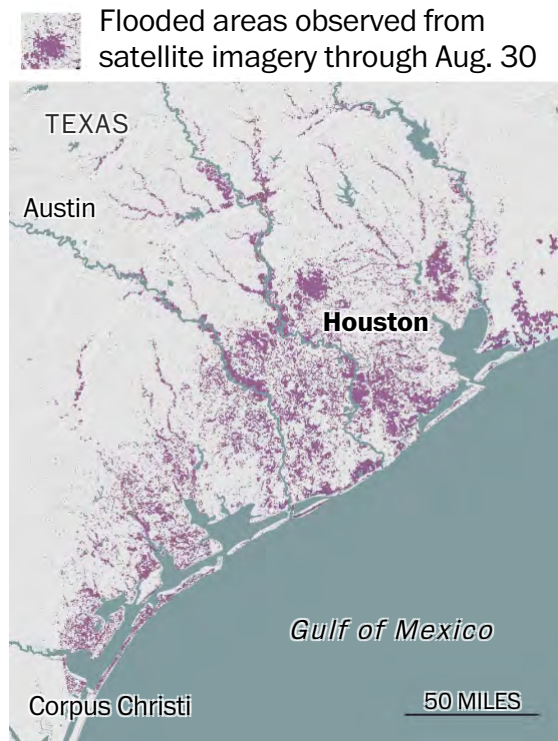 Flooded areas observed from
satellite imagery through Aug. 30
TEXAS
Austin
Houston
Gulf of Mexico
Corpus Christi
50 MILES